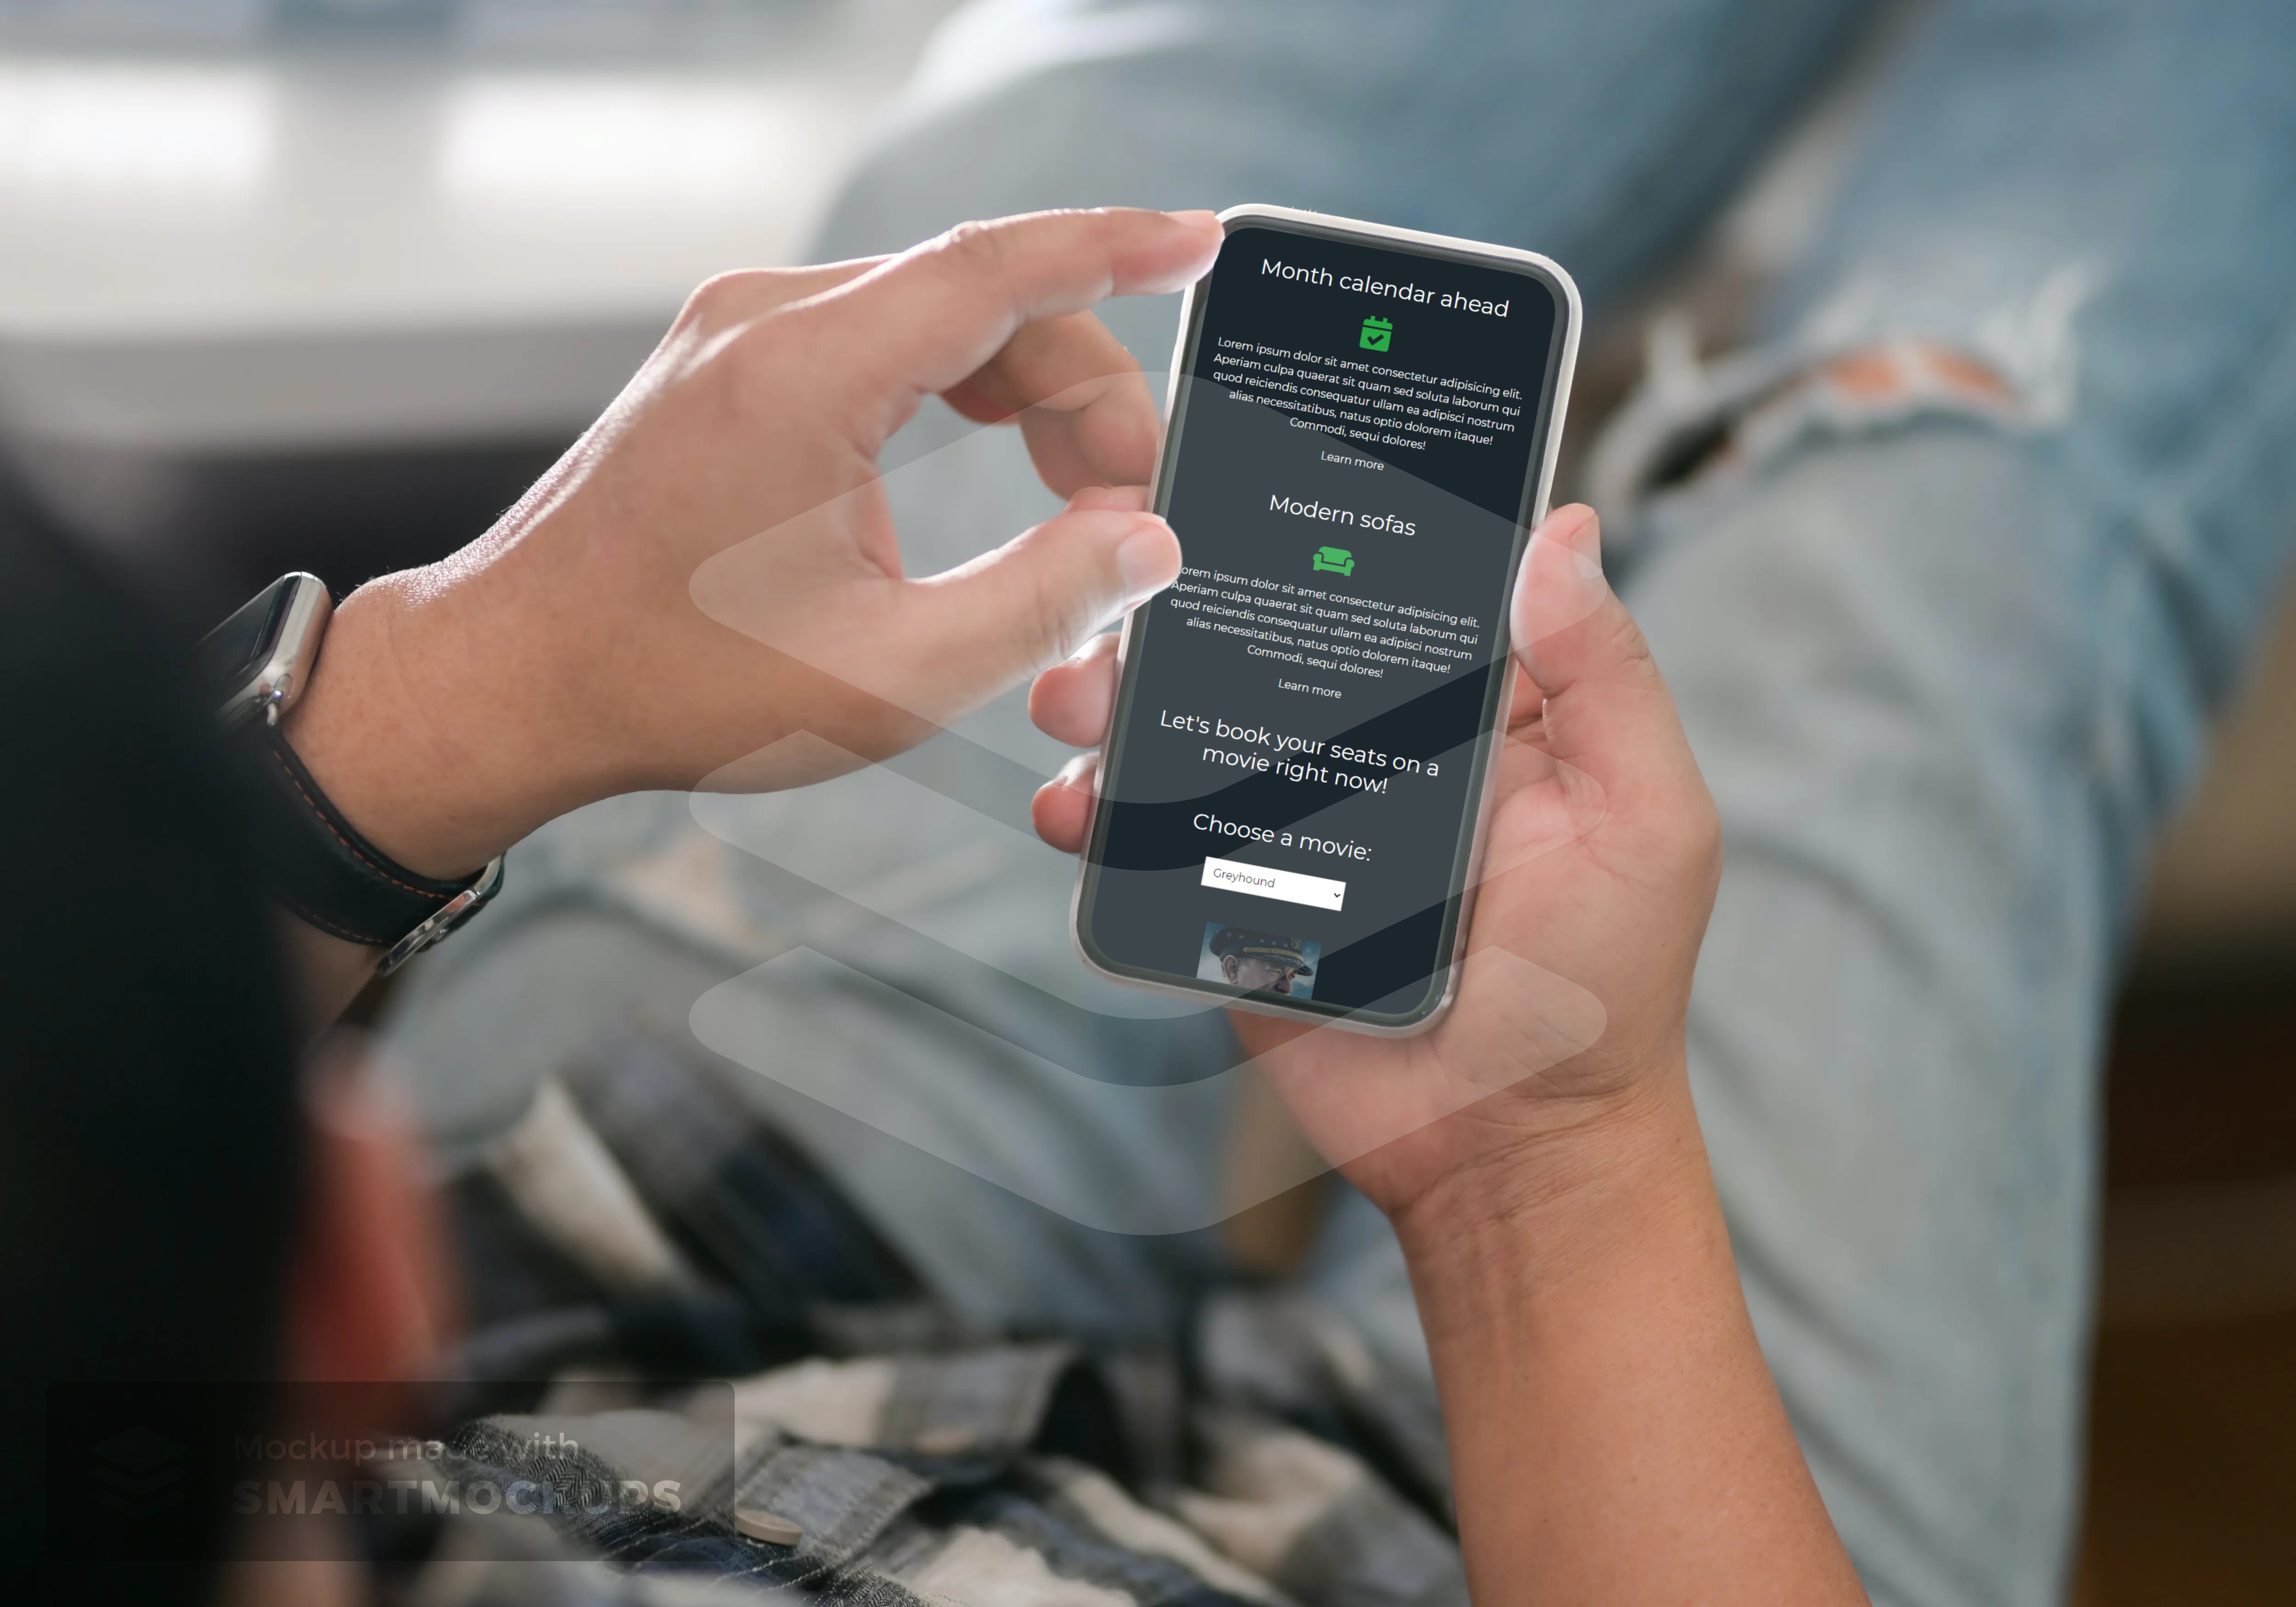 Month calendar ahead
Lorem ipsum dolor sit amet consectetur adipisicing elit.
Aperiam culpa quaerat sit quam sed soluta laborum qui
quod reiciendis consequatur ullam ea adipisci nostrum
alias necessitatibus, natus optio dolorem itaque!
Commodi, sequi dolores!
Learn more
Modern sofas
orem ipsum dolor sit amet consectetur adipisicing elit.
Aperiam culpa quaerat sit quam sed soluta laborum qui
quod reiciendis consequatur ullam ea adipisci nostrum
alias necessitatibus, natus optio dolorem itaque!
Commodi, sequi dolores!
Learn more
Let's book your seats on a
movie right now!
Choose a movie:
Greyhound
Mockup made with
SMARTMOCKUPS